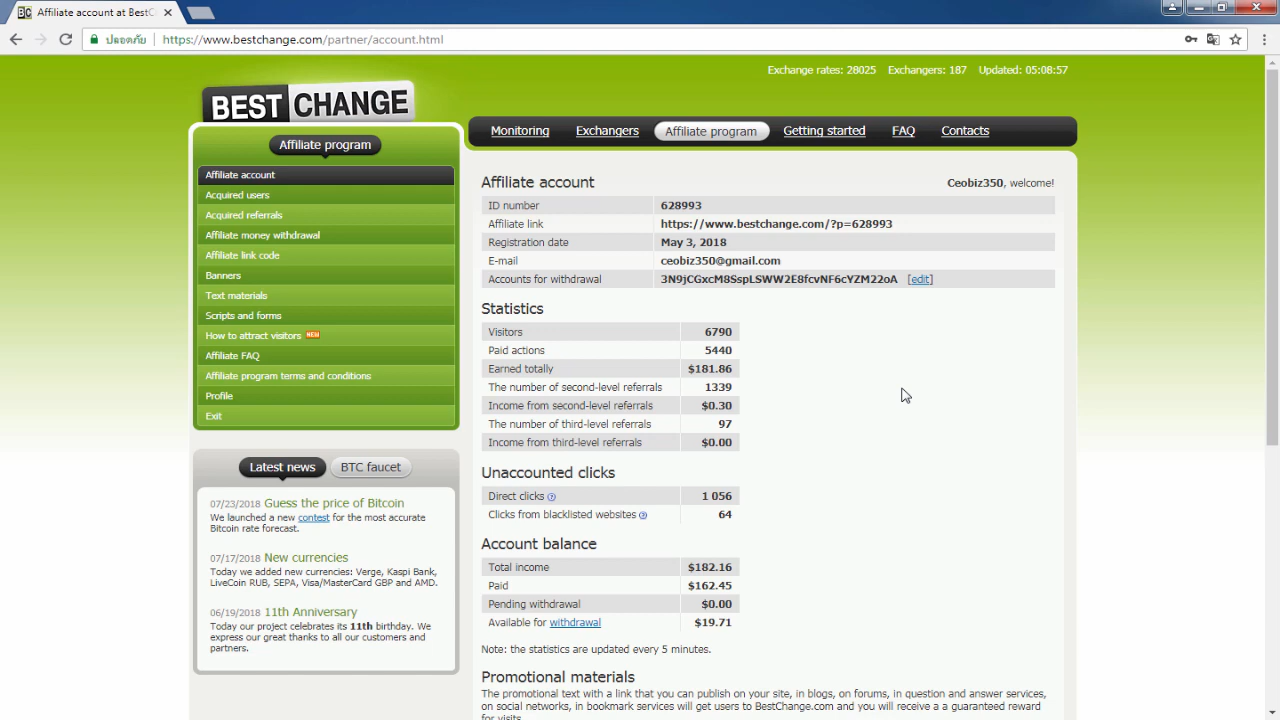 Affiliate account at BestC
ปลอดภัย https://www.bestchange.com/partner/account.html
Exchange rates: 28025 Exchangers: 187 Updated: 05:08:57
BEST CHANGE
Monitoring Exchangers Affiliate program Getting started FAQ Contacts
Affiliate program
Affiliate account
Acquired users
Acquired referrals
Affiliate money withdrawal
Affiliate link code
Banners
Text materials
Scripts and forms
How to attract visitors NEW
Affiliate FAQ
Affiliate program terms and conditions
Profile
Exit
Latest news BTC faucet
07/23/2018 Guess the price of Bitcoin
We launched a new contest for the most accurate
Bitcoin rate forecast.
07/17/2018 New currencies
Today we added new currencies: Verge, Kaspi Bank,
LiveCoin RUB, SEPA, Visa/MasterCard GBP and AMD.
06/19/2018 11th Anniversary
Today our project celebrates its 11th birthday. We
express our great thanks to all our customers and
partners.
Affiliate account Ceobiz350, welcome!
ID number 628993
Affiliate link https://www.bestchange.com/?p=628993
Registration date May 3, 2018
E-mail ceobiz350@gmail.com
Accounts for withdrawal 3N9jCGxcM8SspLSWW2E8fcvNF6cYZM22oA [edit]
Statistics
Visitors 6790
Paid actions 5440
Earned totally $181.86
The number of second-level referrals 1339
Income from second-level referrals $0.30
The number of third-level referrals 97
Income from third-level referrals $0.00
Unaccounted clicks
Direct clicks 1 056
Clicks from blacklisted websites 64
Account balance
Total income $182.16
Paid $162.45
Pending withdrawal $0.00
Available for withdrawal $19.71
Note: the statistics are updated every 5 minutes.
Promotional materials
The promotional text with a link that you can publish on your site, in blogs, on forums, in question and answer services,
on social networks, in bookmark services will get users to BestChange.com and you will receive a a guaranteed reward
for visits.